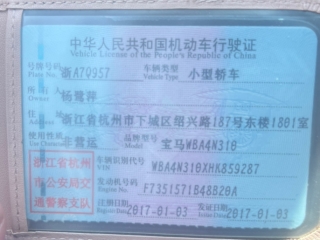 中华人民共和国机动车行驶证
Vehicle License of the People's Republic of China
号牌号码 浙A7Q957 车辆类型 小型轿车
Plate No. Vehicle Type
所有人 杨鹭萍
Owner
住址 浙江省杭州市下城区绍兴路187号东楼1801室
Address
使用性质 非营运 品牌型号 宝马WBA4N310
Use Character Model
浙江省杭州 车辆识别代号 WBA4N310XHK859287
VIN
市公安局交 发动机号码 F7351571B48B20A
Engine No.
通警察支队 注册日期 2017-01-03 发证日期 2017-01-03
Register Date Issue Date